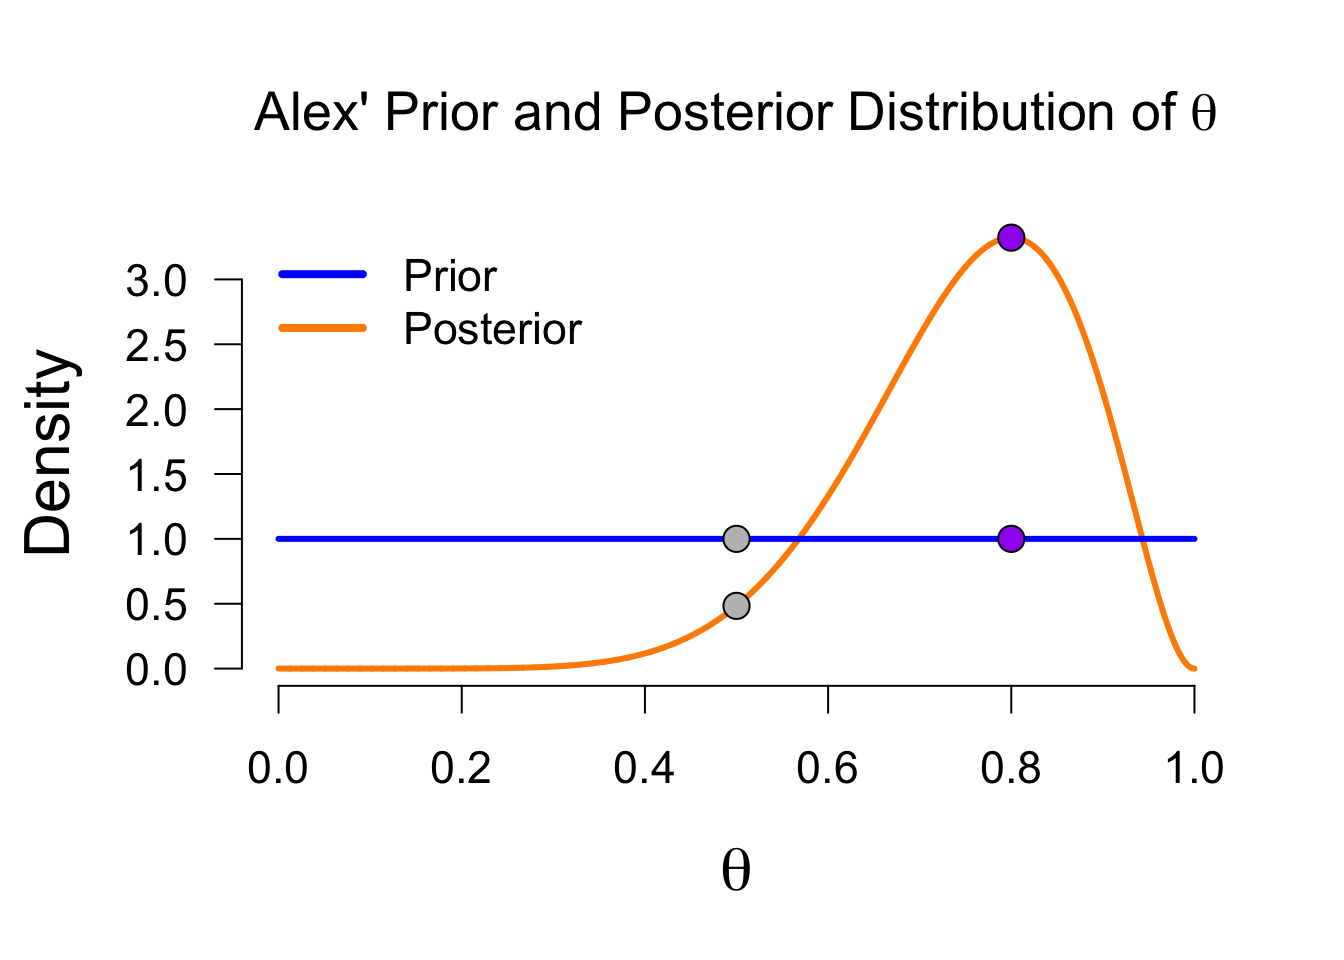 Alex' Prior and Posterior Distribution of θ
Prior
Posterior
Density
3.0
2.5
2.0
1.5
1.0
0.5
0.0
0.0 0.2 0.4 0.6 0.8 1.0
θ